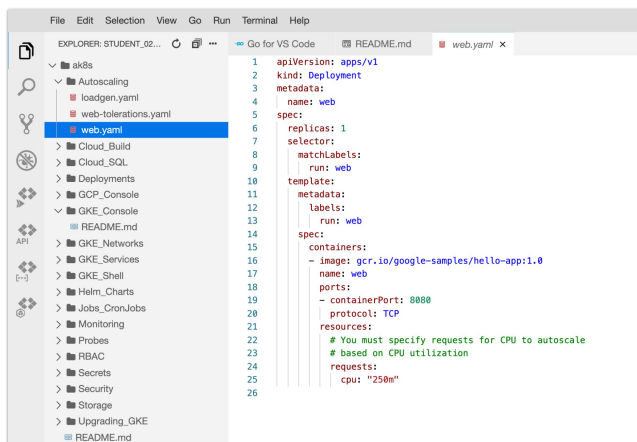 File Edit Selection View Go Run Terminal Help
EXPLORER: STUDENT_02...
Go for VS Code
README.md
web.yaml
ak8s
Autoscaling
loadgen.yaml
web-tolerations.yaml
web.yaml
Cloud_Build
Cloud_SQL
Deployments
GCP_Console
GKE_Console
README.md
GKE_Networks
GKE_Services
GKE_Shell
Helm_Charts
Jobs_CronJobs
Monitoring
Probes
RBAC
Secrets
Security
Storage
Upgrading_GKE
README.md
API
1 apiVersion: apps/v1
2 kind: Deployment
3 metadata:
4 name: web
5 spec:
6 replicas: 1
7 selector:
8 matchLabels:
9 run: web
10 template:
11 metadata:
12 labels:
13 run: web
14 spec:
15 containers:
16 - image: gcr.io/google-samples/hello-app:1.0
17 name: web
18 ports:
19 - containerPort: 8080
20 protocol: TCP
21 resources:
22 # You must specify requests for CPU to autoscale
23 # based on CPU utilization
24 requests:
25 cpu: "250m"
26